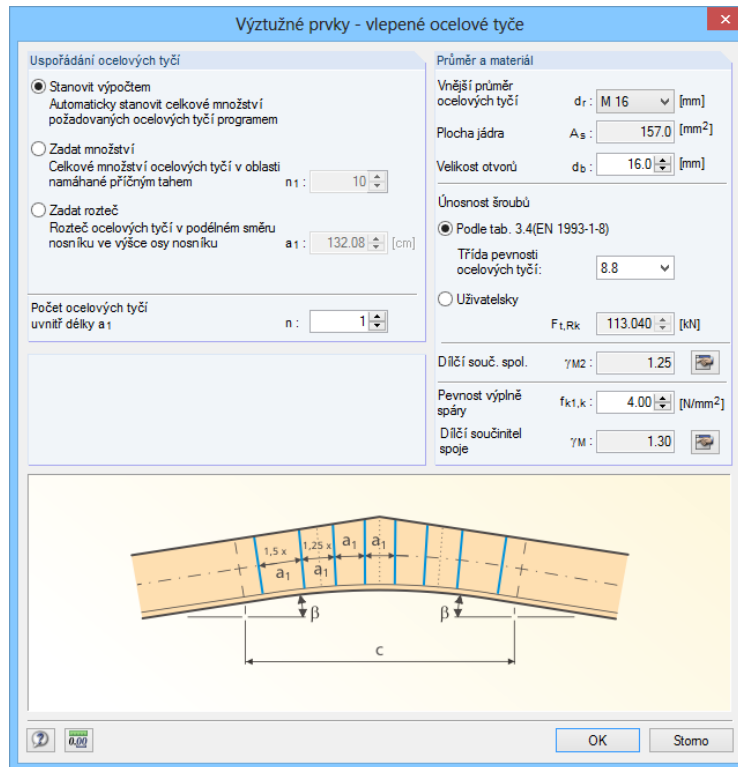 Výztužné prvky - vlepené ocelové tyče
Uspořádání ocelových tyčí
Stanovit výpočtem
Automaticky stanovit celkové množství
požadovaných ocelových tyčí programem
Zadat množství
Celkové množství ocelových tyčí v oblasti
namáhané příčným tahem n1 : 10
Zadat rozteč
Rozteč ocelových tyčí v podélném směru
nosníku ve výšce osy nosníku a1 : 132.08 [cm]
Počet ocelových tyčí
uvnitř délky a1 n : 1
Průměr a materiál
Vnější průměr
ocelových tyčí dr : M 16 [mm]
Plocha jádra As : 157.0 [mm2]
Velikost otvorů db : 16.0 [mm]
Únosnost šroubů
Podle tab. 3.4(EN 1993-1-8)
Třída pevnosti
ocelových tyčí: 8.8
Uživatelsky
Ft,Rk 113.040 [kN]
Dílčí souč. spol. γM2 : 1.25
Pevnost výplně
spáry fk1,k : 4.00 [N/mm2]
Dílčí součinitel
spoje γM : 1.30
1,5 x 1,25 x a1 a1
a1 a1
β β
c
0.00
OK Storno